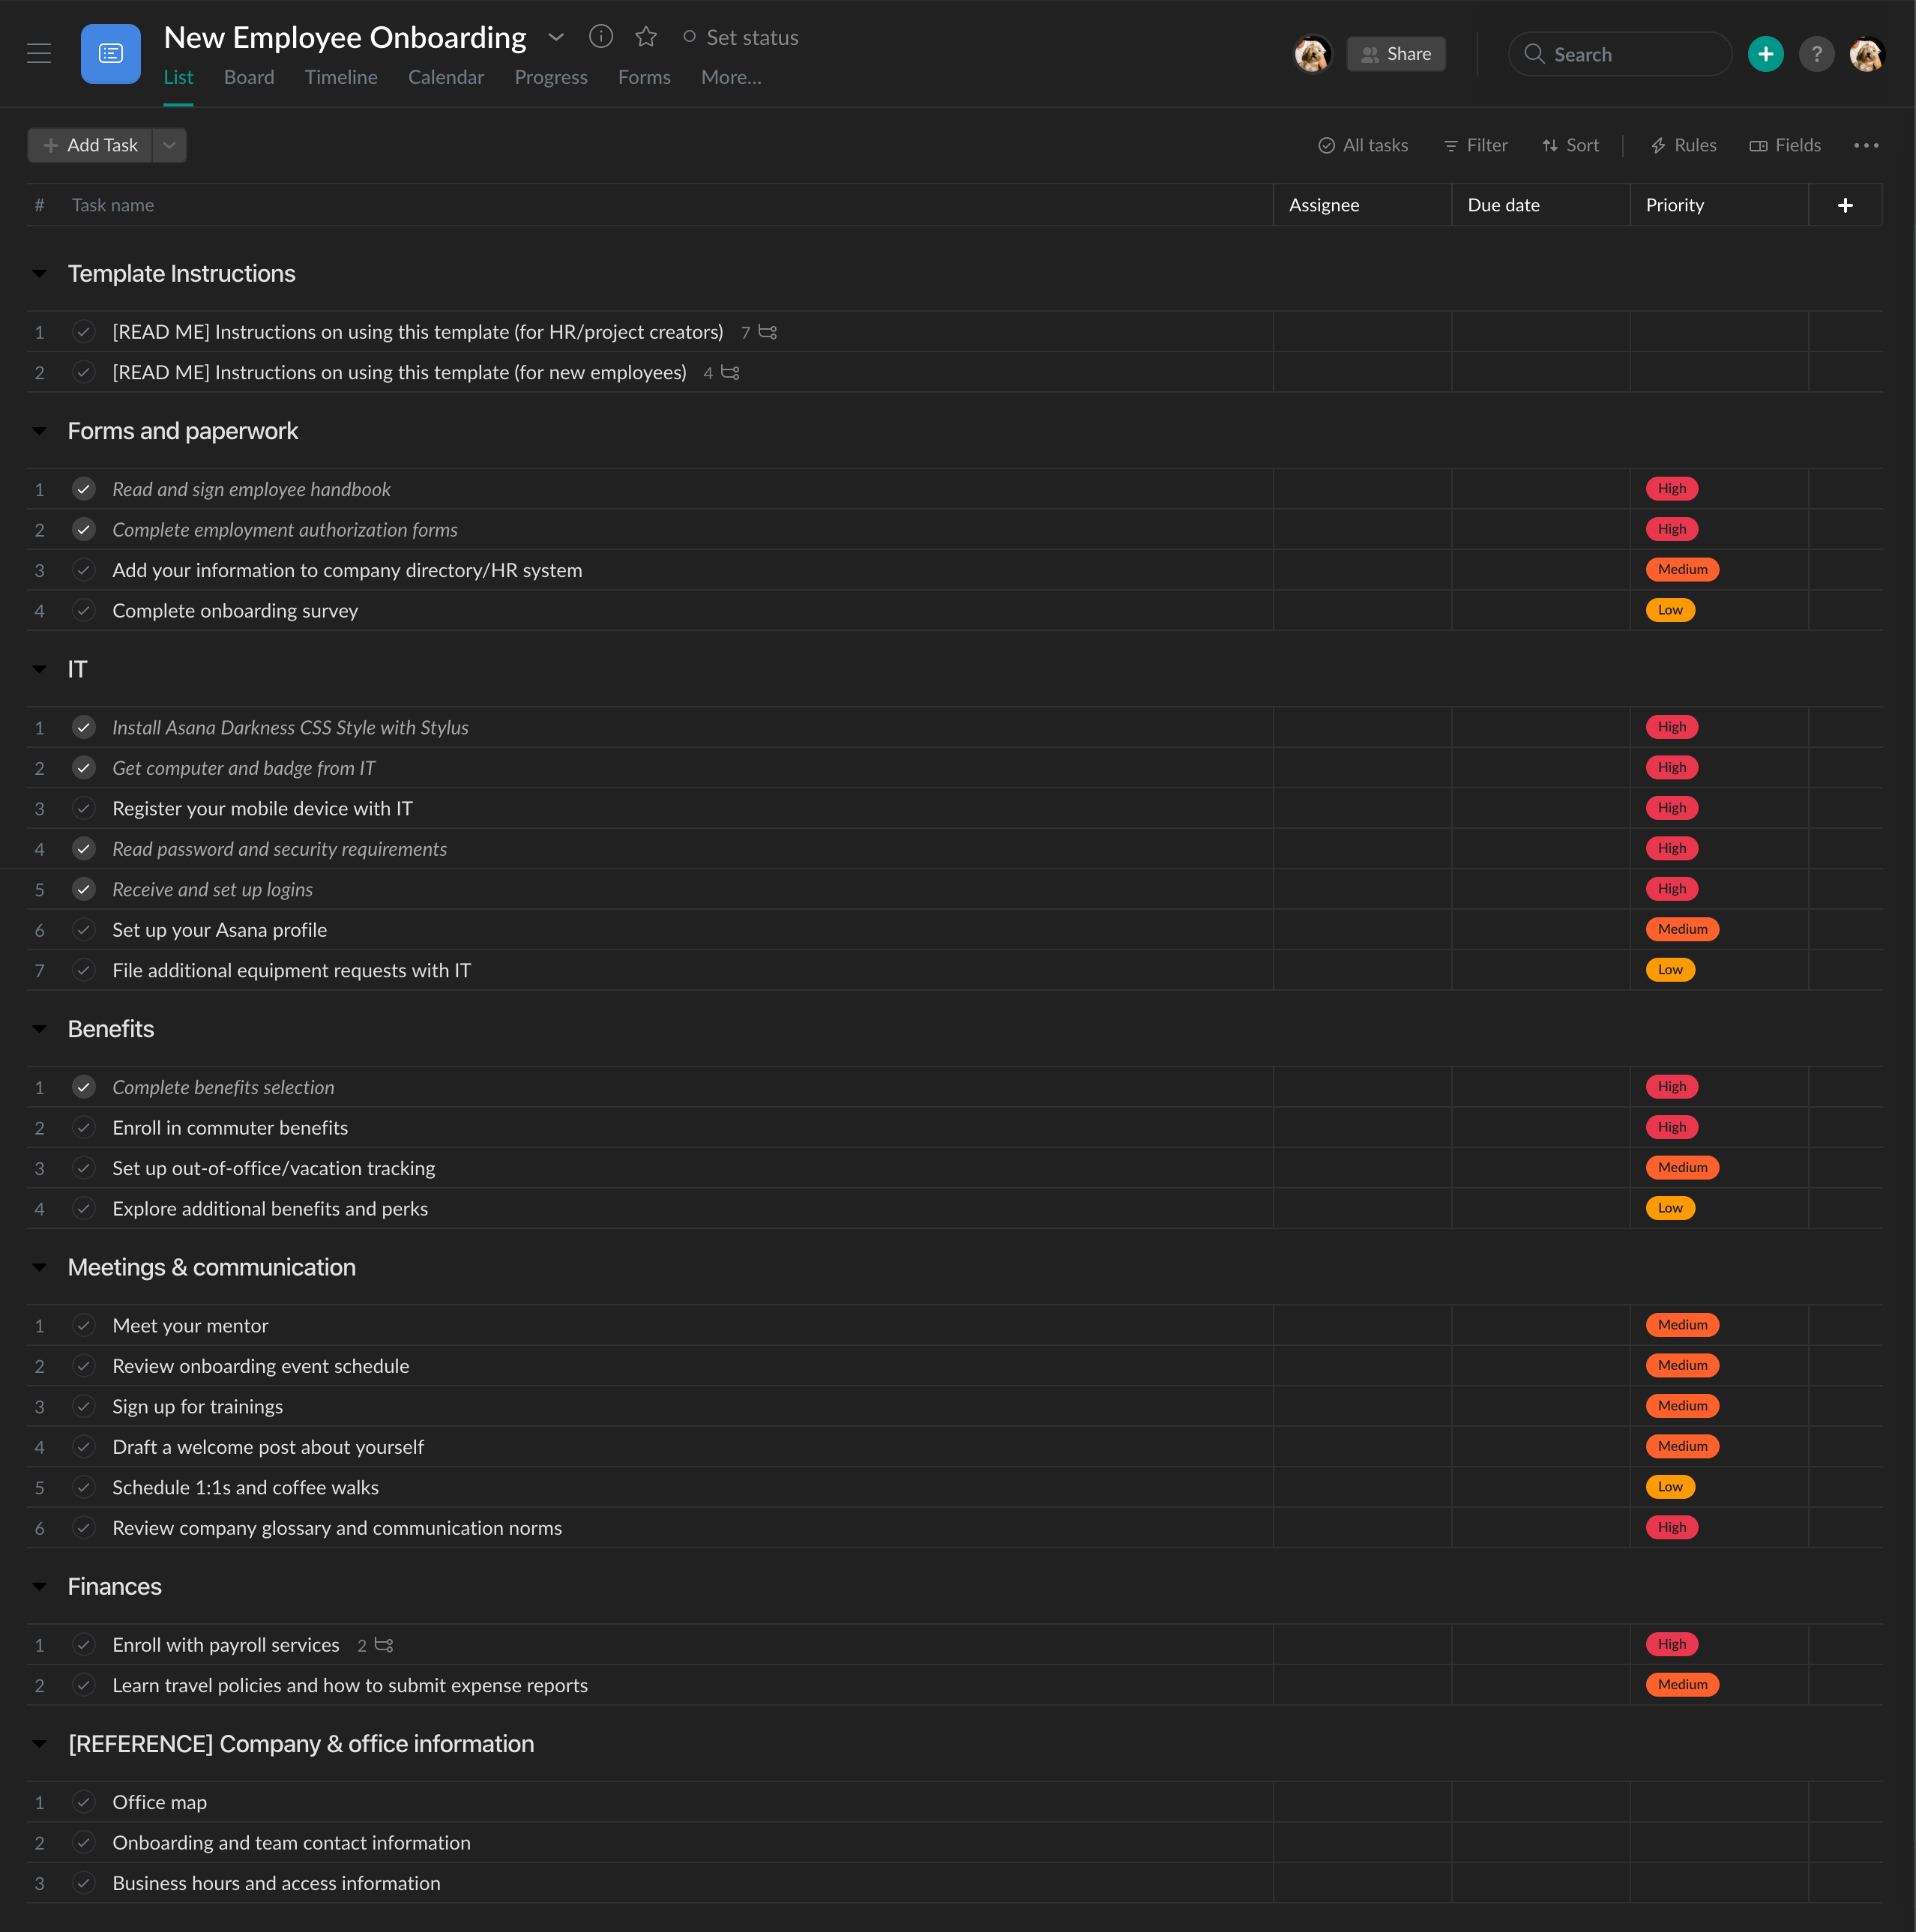 New Employee Onboarding
Set status
List Board Timeline Calendar Progress Forms More...
Share
Search
?
Add Task
All tasks Filter Sort Rules Fields
# Task name Assignee Due date Priority
Template Instructions
1 [READ ME] Instructions on using this template (for HR/project creators) 7
2 [READ ME] Instructions on using this template (for new employees) 4
Forms and paperwork
1 Read and sign employee handbook High
2 Complete employment authorization forms High
3 Add your information to company directory/HR system Medium
4 Complete onboarding survey Low
IT
1 Install Asana Darkness CSS Style with Stylus High
2 Get computer and badge from IT High
3 Register your mobile device with IT High
4 Read password and security requirements High
5 Receive and set up logins High
6 Set up your Asana profile Medium
7 File additional equipment requests with IT Low
Benefits
1 Complete benefits selection High
2 Enroll in commuter benefits High
3 Set up out-of-office/vacation tracking Medium
4 Explore additional benefits and perks Low
Meetings & communication
1 Meet your mentor Medium
2 Review onboarding event schedule Medium
3 Sign up for trainings Medium
4 Draft a welcome post about yourself Medium
5 Schedule 1:1s and coffee walks Low
6 Review company glossary and communication norms High
Finances
1 Enroll with payroll services 2 High
2 Learn travel policies and how to submit expense reports Medium
[REFERENCE] Company & office information
1 Office map
2 Onboarding and team contact information
3 Business hours and access information